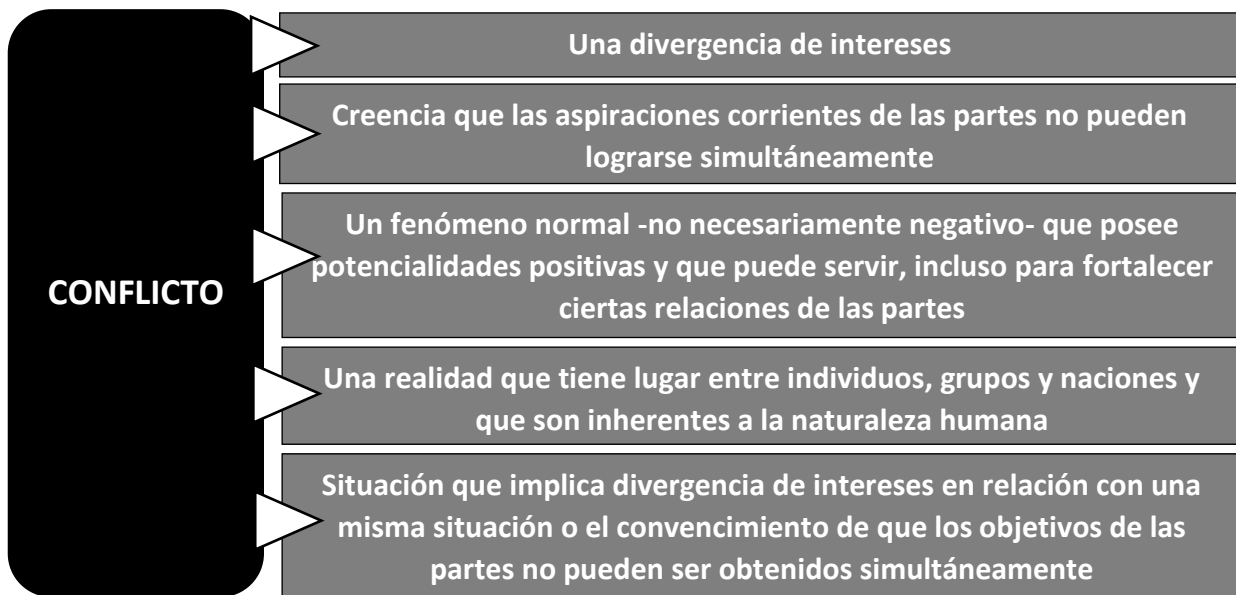 CONFLICTO
Una divergencia de intereses
Creencia que las aspiraciones corrientes de las partes no pueden
lograrse simultáneamente
Un fenómeno normal -no necesariamente negativo- que posee
potencialidades positivas y que puede servir, incluso para fortalecer
ciertas relaciones de las partes
Una realidad que tiene lugar entre individuos, grupos y naciones y
que son inherentes a la naturaleza humana
Situación que implica divergencia de intereses en relación con una
misma situación o el convencimiento de que los objetivos de las
partes no pueden ser obtenidos simultáneamente